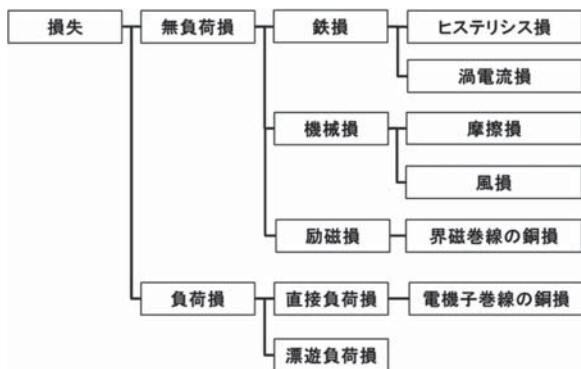 損失
無負荷損
鉄損
ヒステリシス損
渦電流損
機械損
摩擦損
風損
励磁損
界磁巻線の銅損
負荷損
直接負荷損
電機子巻線の銅損
漂遊負荷損